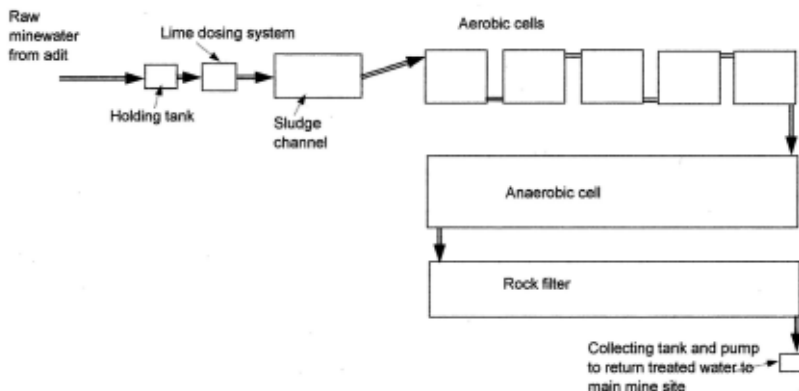 Raw
minewater
from adit
Lime dosing system
Aerobic cells
Holding tank
Sludge
channel
Anaerobic cell
Rock filter
Collecting tank and pump
to return treated water to
main mine site